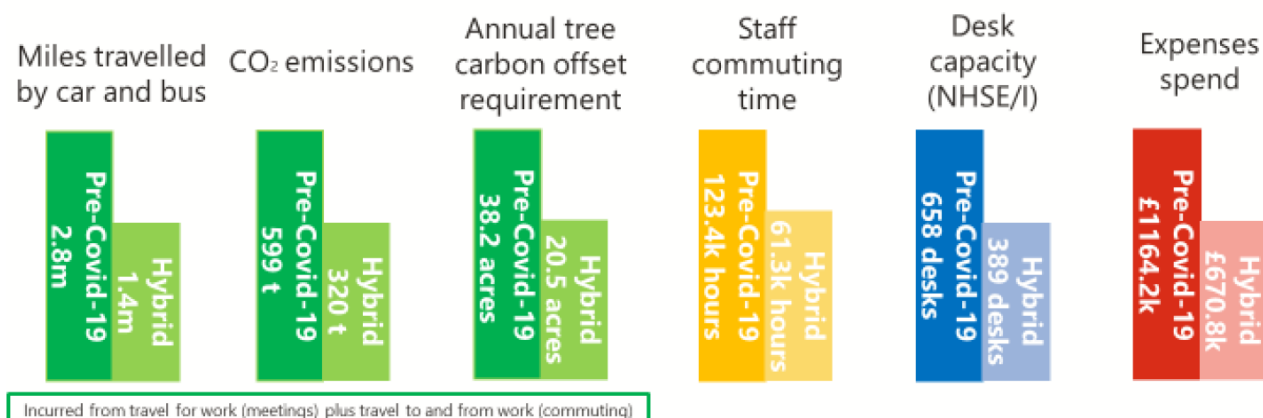 Miles travelled
by car and bus
CO₂ emissions
Annual tree
carbon offset
requirement
Staff
commuting
time
Desk
capacity
(NHSE/I)
Expenses
spend
Pre-Covid-19
2.8m
Hybrid
1.4m
Pre-Covid-19
599 t
Hybrid
320 t
Pre-Covid-19
38.2 acres
Hybrid
20.5 acres
Pre-Covid-19
123.4k hours
Hybrid
61.3k hours
Pre-Covid-19
658 desks
Hybrid
389 desks
Pre-Covid-19
£1164.2k
Hybrid
£670.8k
Incurred from travel for work (meetings) plus travel to and from work (commuting)